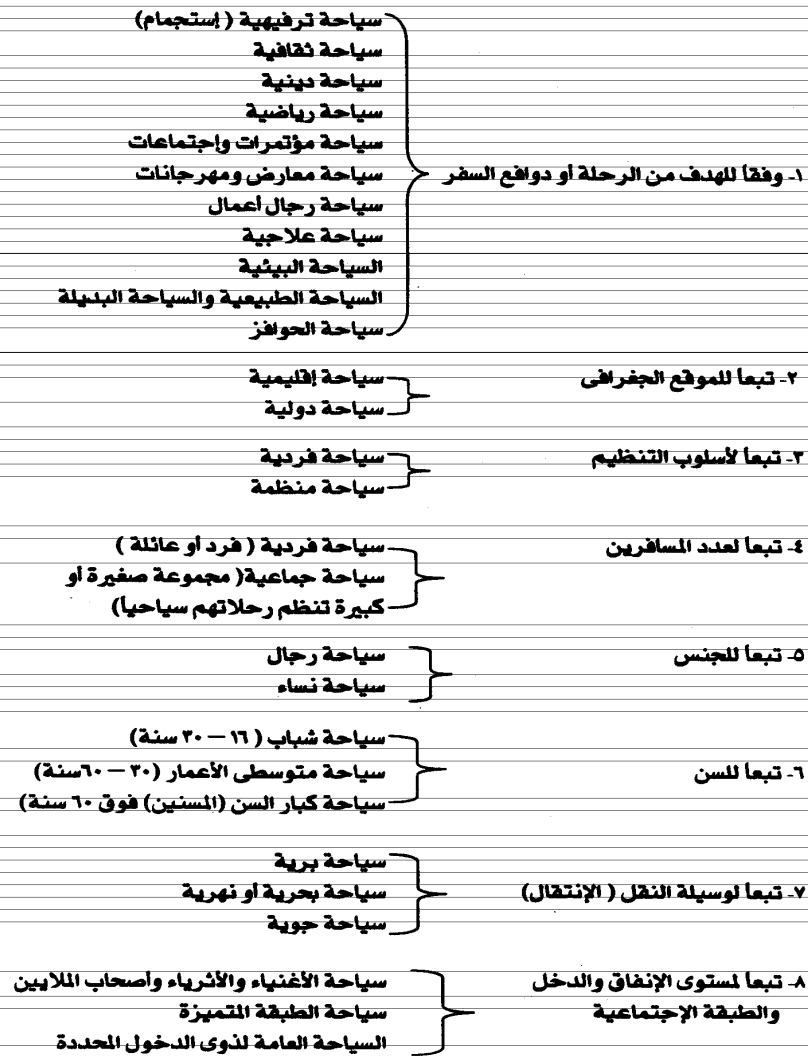 ١- وفقاً للهدف من الرحلة أو دوافع السفر
سياحة ترفيهية ( إستجمام)
سياحة ثقافية
سياحة دينية
سياحة رياضية
سياحة مؤتمرات وإجتماعات
سياحة معارض ومهرجانات
سياحة رجال أعمال
سياحة علاجية
السياحة البيئية
السياحة الطبيعية والسياحة البديلة
سياحة الحوافز
٢- تبعاً للموقع الجغرافى
سياحة إقليمية
سياحة دولية
٣- تبعاً لأسلوب التنظيم
سياحة فردية
سياحة منظمة
٤- تبعاً لعدد المسافرين
سياحة فردية ( فرد أو عائلة )
سياحة جماعية( مجموعة صغيرة أو
كبيرة تنظم رحلاتهم سياحياً)
٥- تبعاً للجنس
سياحة رجال
سياحة نساء
٦- تبعاً للسن
سياحة شباب ( ١٦ – ٣٠ سنة)
سياحة متوسطى الأعمار (٣٠ – ٦٠سنة)
سياحة كبار السن (المسنين) فوق ٦٠ سنة)
٧- تبعاً لوسيلة النقل ( الإنتقال)
سياحة برية
سياحة بحرية أو نهرية
سياحة جوية
٨- تبعاً لمستوى الإنفاق والدخل
والطبقة الإجتماعية
سياحة الأغنياء والأثرياء وأصحاب الملايين
سياحة الطبقة المتميزة
السياحة العامة لذوى الدخول المحددة